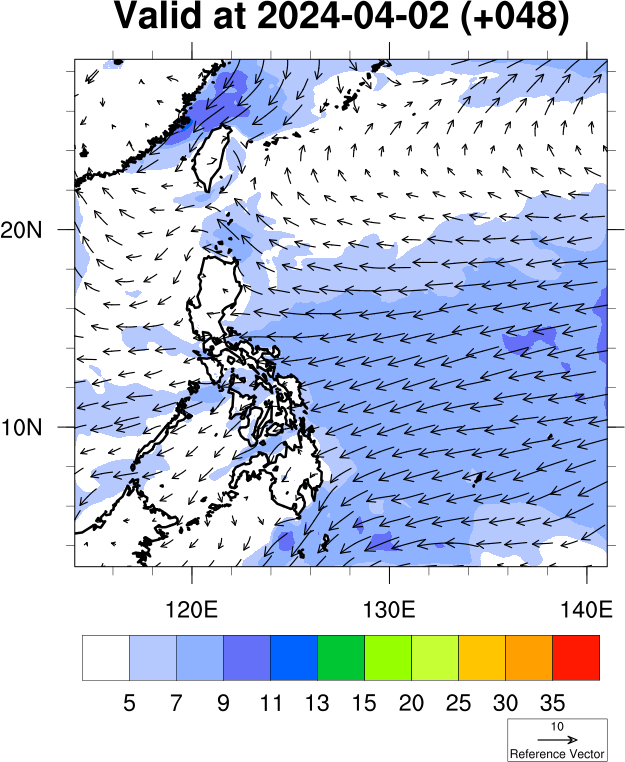 Valid at 2024-04-02 (+048)
20N
10N
120E 130E 140E
5 7 9 11 13 15 20 25 30 35
10
Reference Vector